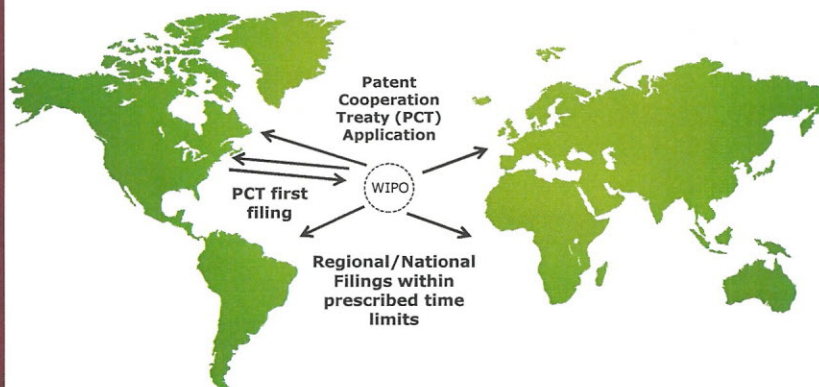 Patent
Cooperation
Treaty (PCT)
Application
WIPO
PCT first
filing
Regional/National
Filings within
prescribed time
limits